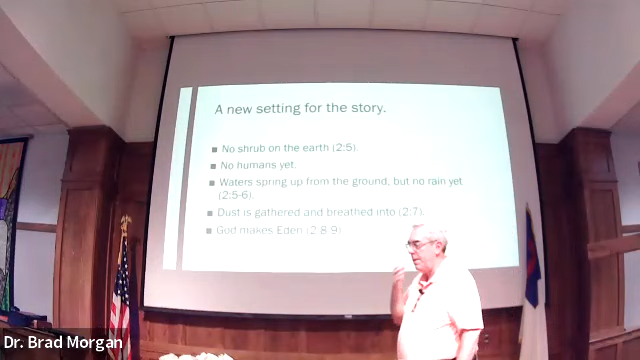 A new setting for the story.
No shrub on the earth (2:5).
No humans yet.
Waters spring up from the ground, but no rain yet
(2:5-6).
Dust is gathered and breathed into (2:7).
God makes Eden (2:8-9).
Dr. Brad Morgan